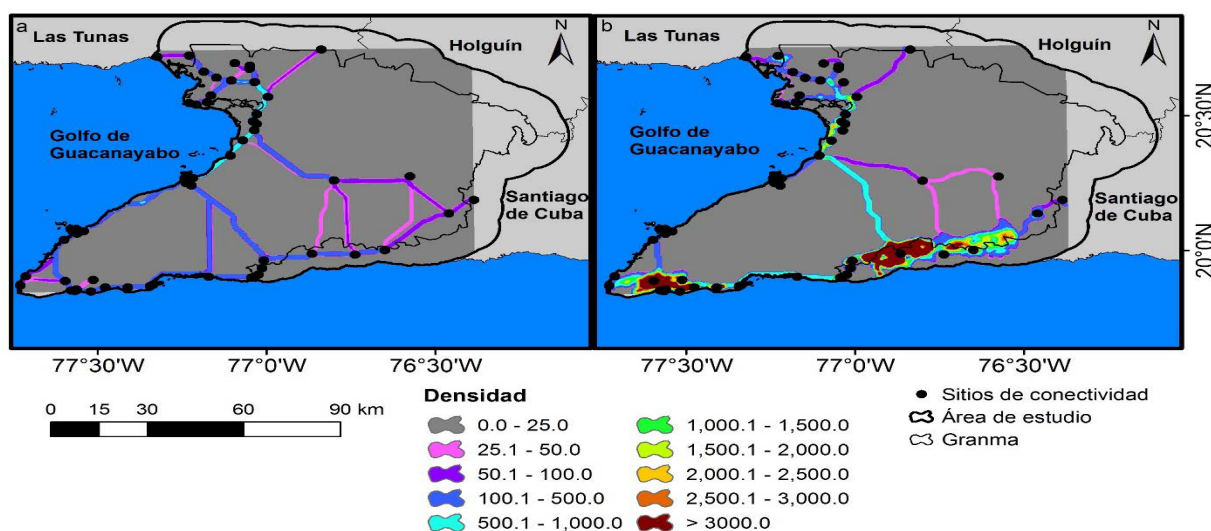 a
Las Tunas
Holguín
N
Golfo de
Guacanayabo
Santiago
de Cuba
b
Las Tunas
Holguín
N
Golfo de
Guacanayabo
Santiago
de Cuba
20°30'N
20°0'N
77°30'W 77°0'W 76°30'W 77°30'W 77°0'W 76°30'W
0 15 30 60 90 km
Densidad
0.0 - 25.0
25.1 - 50.0
50.1 - 100.0
100.1 - 500.0
500.1 - 1,000.0
1,000.1 - 1,500.0
1,500.1 - 2,000.0
2,000.1 - 2,500.0
2,500.1 - 3,000.0
> 3000.0
Sitios de conectividad
Área de estudio
Granma